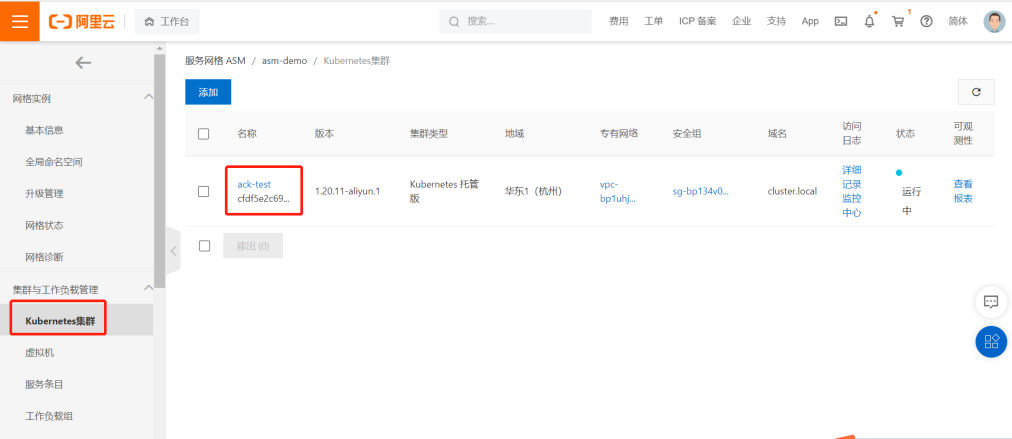 阿里云
工作台
搜索...
费用 工单 ICP 备案 企业 支持 App 1 简体
服务网格 ASM / asm-demo / Kubernetes集群
添加
网格实例
基本信息
全局命名空间
升级管理
网格状态
网格诊断
集群与工作负载管理
Kubernetes集群
虚拟机
服务条目
工作负载组
名称 版本 集群类型 地域 专有网络 安全组 域名 访问日志 状态 可观测性
ack-test
cfdf5e2c69...
1.20.11-aliyun.1
Kubernetes 托管
版
华东1（杭州）
vpc-
bp1uhj...
sg-bp134v0...
cluster.local
详细
记录
监控
中心
运行
中
查看
报表
移出 (0)